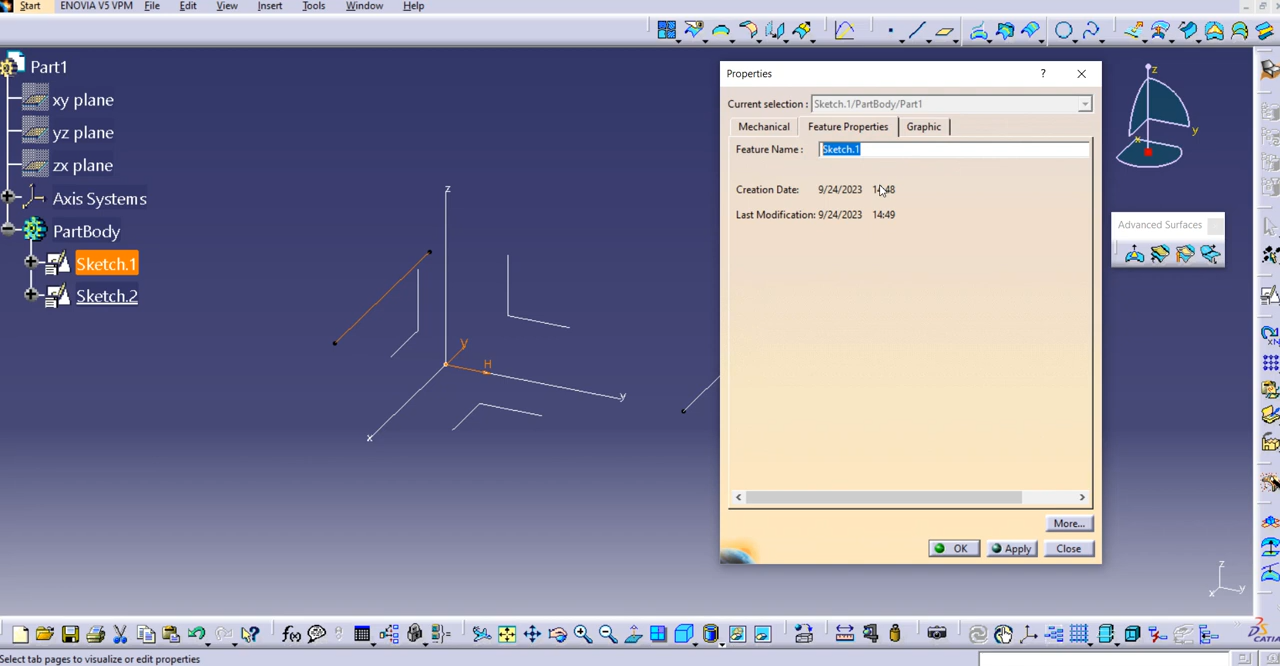 Start ENOVIA V5 VPM File Edit View Insert Tools Window Help
Part1
xy plane
yz plane
zx plane
Axis Systems
PartBody
Sketch.1
Sketch.2
z
y
H
y
x
Properties
?
Current selection : Sketch.1/PartBody/Part1
Mechanical Feature Properties Graphic
Feature Name : Sketch.1
Creation Date: 9/24/2023 14:48
Last Modification: 9/24/2023 14:49
More...
OK Apply Close
z
y
x
Advanced Surfaces
z
y
x
f(x)
CATIA
Select tab pages to visualize or edit properties